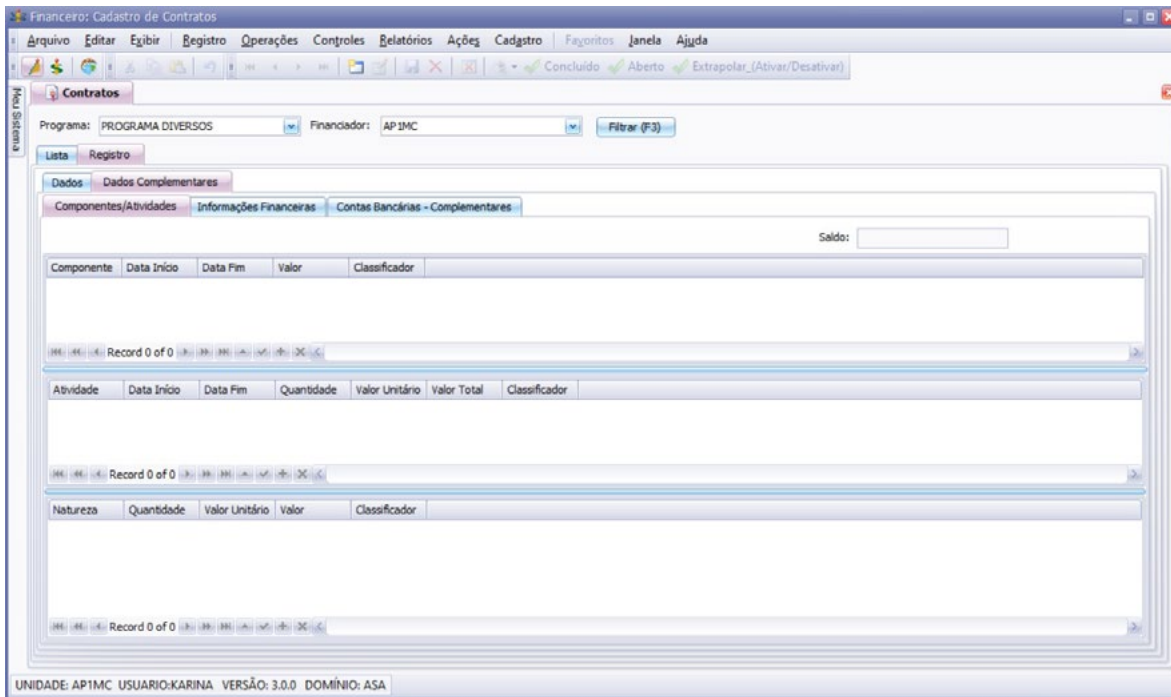 Financeiro: Cadastro de Contratos
Arquivo Editar Exibir Registro Operações Controles Relatórios Ações Cadastro Favoritos Janela Ajuda
Concluído Aberto Extrapolar_(Ativar/Desativar)
Meu Sistema
Contratos
Programa: PROGRAMA DIVERSOS Financiador: AP1MC Filtrar (F3)
Lista Registro
Dados Dados Complementares
Componentes/Atividades Informações Financeiras Contas Bancárias - Complementares
Saldo:
Componente Data Início Data Fim Valor Classificador
Record 0 of 0
Atividade Data Início Data Fim Quantidade Valor Unitário Valor Total Classificador
Record 0 of 0
Natureza Quantidade Valor Unitário Valor Classificador
Record 0 of 0
UNIDADE: AP1MC USUARIO:KARINA VERSÃO: 3.0.0 DOMÍNIO: ASA